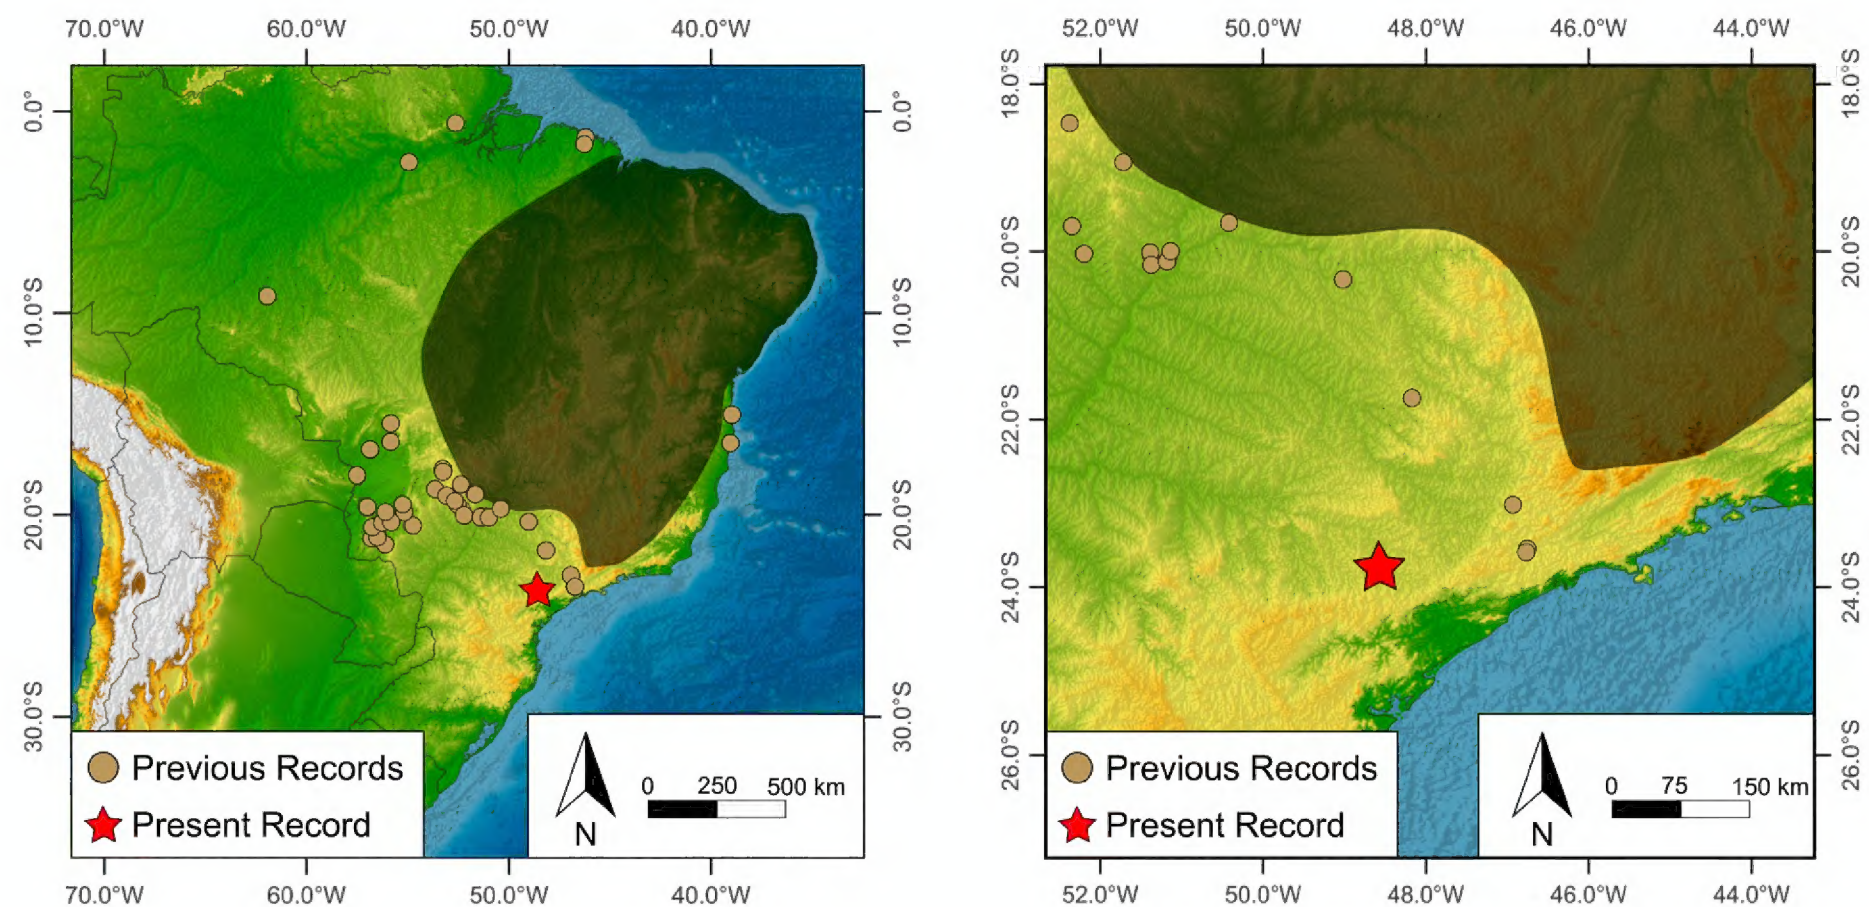 70.0°W 60.0°W 50.0°W 40.0°W
0.0° 0.0°
10.0°S 10.0°S
20.0°S 20.0°S
30.0°S 30.0°S
Previous Records
Present Record
N
0 250 500 km
70.0°W 60.0°W 50.0°W 40.0°W
52.0°W 50.0°W 48.0°W 46.0°W 44.0°W
18.0°S 18.0°S
20.0°S 20.0°S
22.0°S 22.0°S
24.0°S 24.0°S
26.0°S 26.0°S
Previous Records
Present Record
N
0 75 150 km
52.0°W 50.0°W 48.0°W 46.0°W 44.0°W